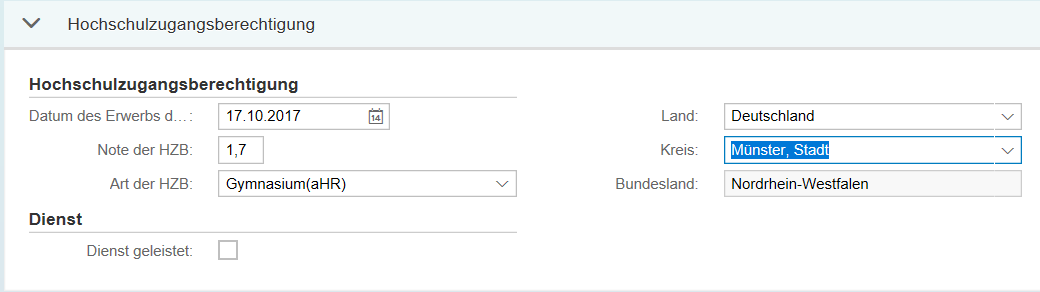 Hochschulzugangsberechtigung
Hochschulzugangsberechtigung
Datum des Erwerbs d...: 17.10.2017 14 Land: Deutschland
Note der HZB: 1,7 Kreis: Münster, Stadt
Art der HZB: Gymnasium(aHR) Bundesland: Nordrhein-Westfalen
Dienst
Dienst geleistet: